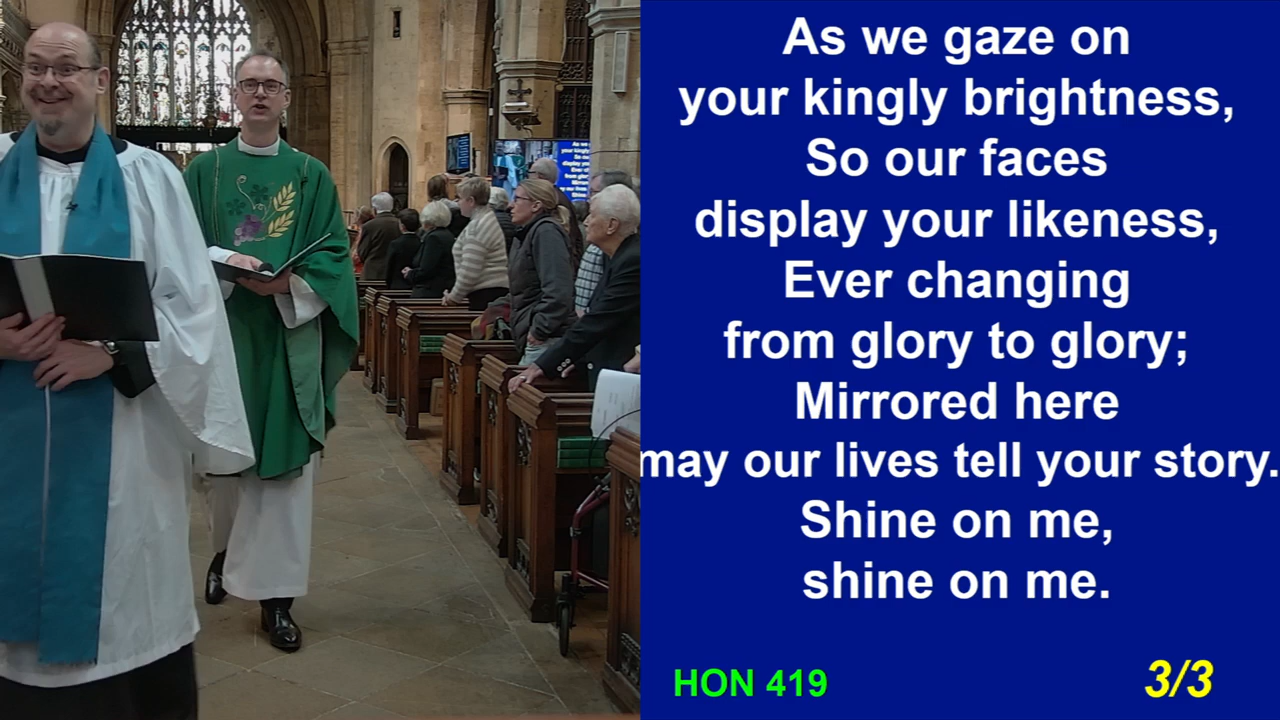 As we gaze on
your kingly brightness,
So our faces
display your likeness,
Ever changing
from glory to glory;
Mirrored here
may our lives tell your story.
Shine on me,
shine on me.
HON 419
3/3